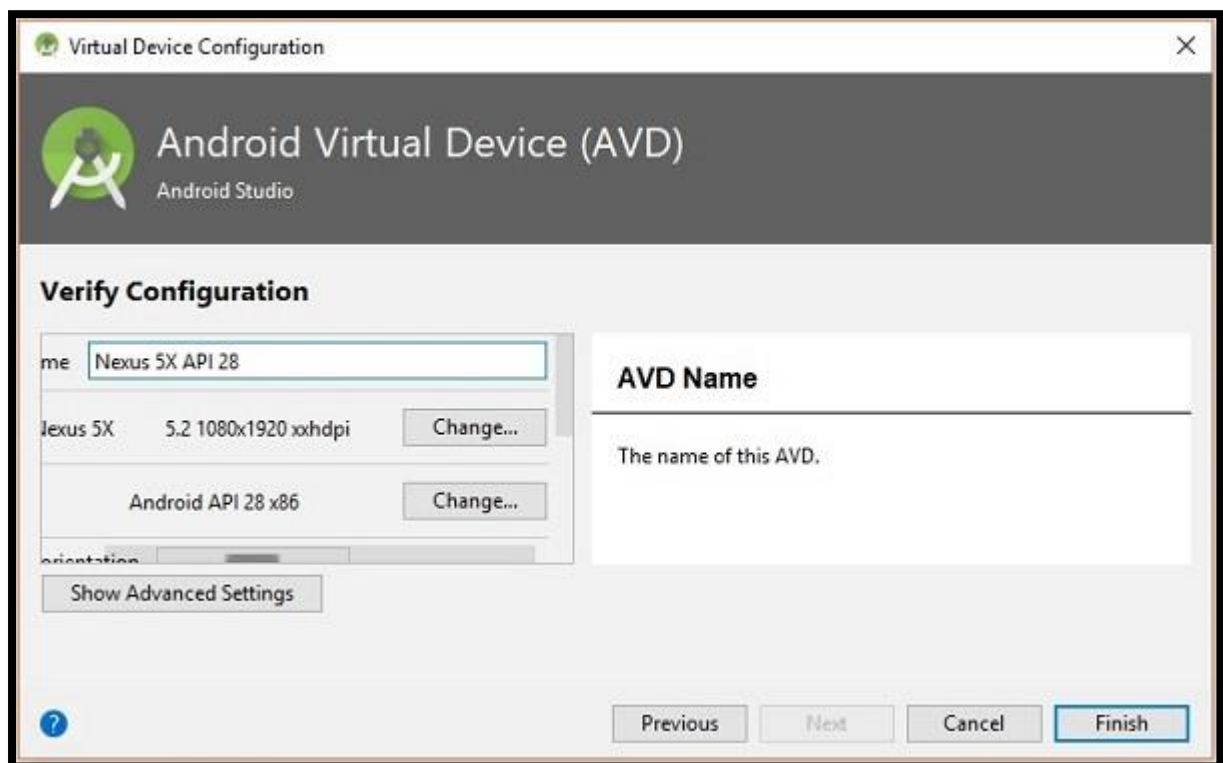 Virtual Device Configuration
Android Virtual Device (AVD)
Android Studio
Verify Configuration
me Nexus 5X API 28
Nexus 5X 5.2 1080x1920 xxhdpi Change...
Android API 28 x86 Change...
orientation
Show Advanced Settings
AVD Name
The name of this AVD.
?
Previous Next Cancel Finish